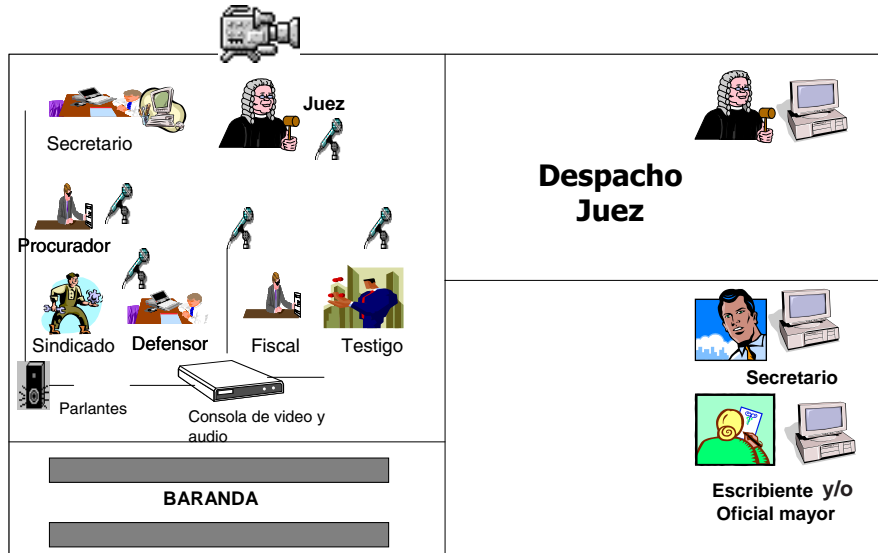 Juez
Secretario
Procurador
Sindicado
Defensor
Fiscal
Testigo
Parlantes
Consola de video y
audio
BARANDA
Despacho
Juez
Secretario
Escribiente y/o
Oficial mayor